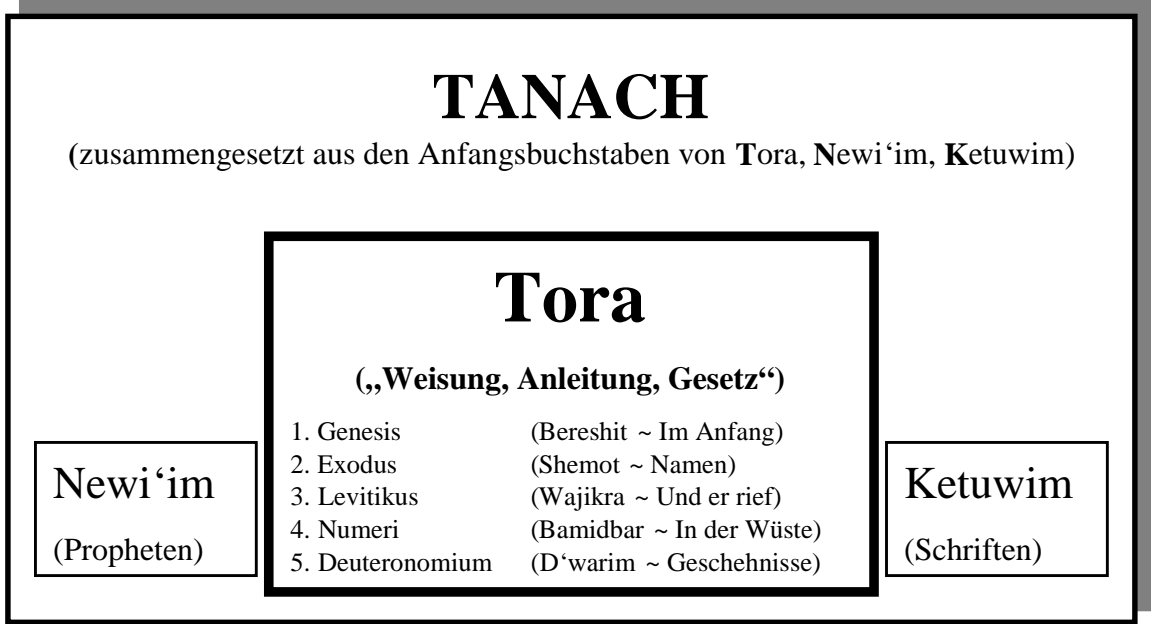 TANACH
(zusammengesetzt aus den Anfangsbuchstaben von Tora, Newi‘im, Ketuwim)
Tora
(„Weisung, Anleitung, Gesetz“)
1. Genesis (Bereshit ~ Im Anfang)
2. Exodus (Shemot ~ Namen)
3. Levitikus (Wajikra ~ Und er rief)
4. Numeri (Bamidbar ~ In der Wüste)
5. Deuteronomium (D‘warim ~ Geschehnisse)
Newi‘im
(Propheten)
Ketuwim
(Schriften)